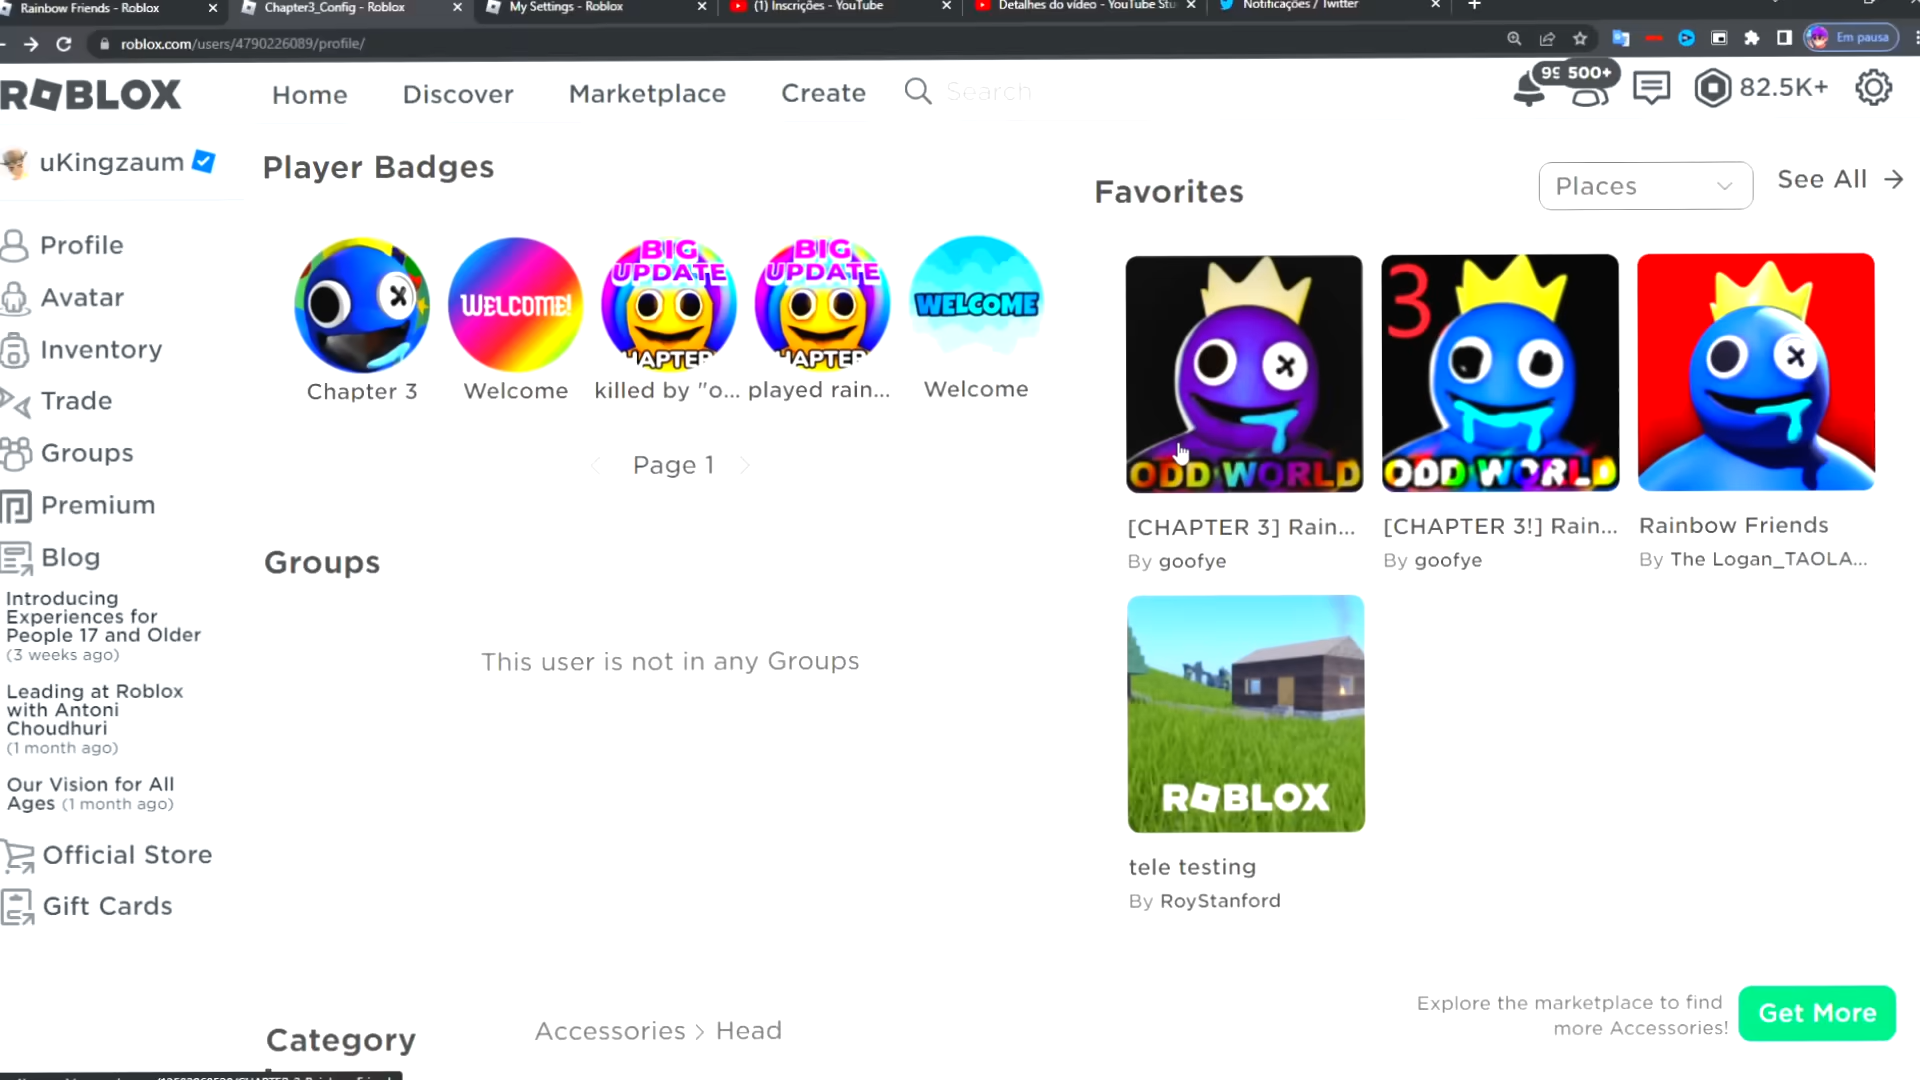 Rainbow Friends - Roblox
Chapter3_Config - Roblox
My Settings - Roblox
(1) Inscrições - YouTube
Detalhes do vídeo - YouTube Stu
Notificações / Twitter
roblox.com/users/4790226089/profile/
Em pausa
ROBLOX
Home
Discover
Marketplace
Create
Search
99
500+
82.5K+
uKingzaum
Profile
Avatar
Inventory
Trade
Groups
Premium
Blog
Introducing
Experiences for
People 17 and Older
(3 weeks ago)
Leading at Roblox
with Antoni
Choudhuri
(1 month ago)
Our Vision for All
Ages (1 month ago)
Official Store
Gift Cards
Player Badges
WELCOME!
BIG
UPDATE
BIG
UPDATE
WELCOME
Chapter 3
Welcome
killed by "o...
played rain...
Welcome
Page 1
Groups
This user is not in any Groups
Category
Accessories > Head
Favorites
Places
See All
ODD WORLD
3
ODD WORLD
[CHAPTER 3] Rain...
By goofye
[CHAPTER 3!] Rain...
By goofye
Rainbow Friends
By The Logan_TAOLA...
ROBLOX
tele testing
By RoyStanford
Explore the marketplace to find
more Accessories!
Get More